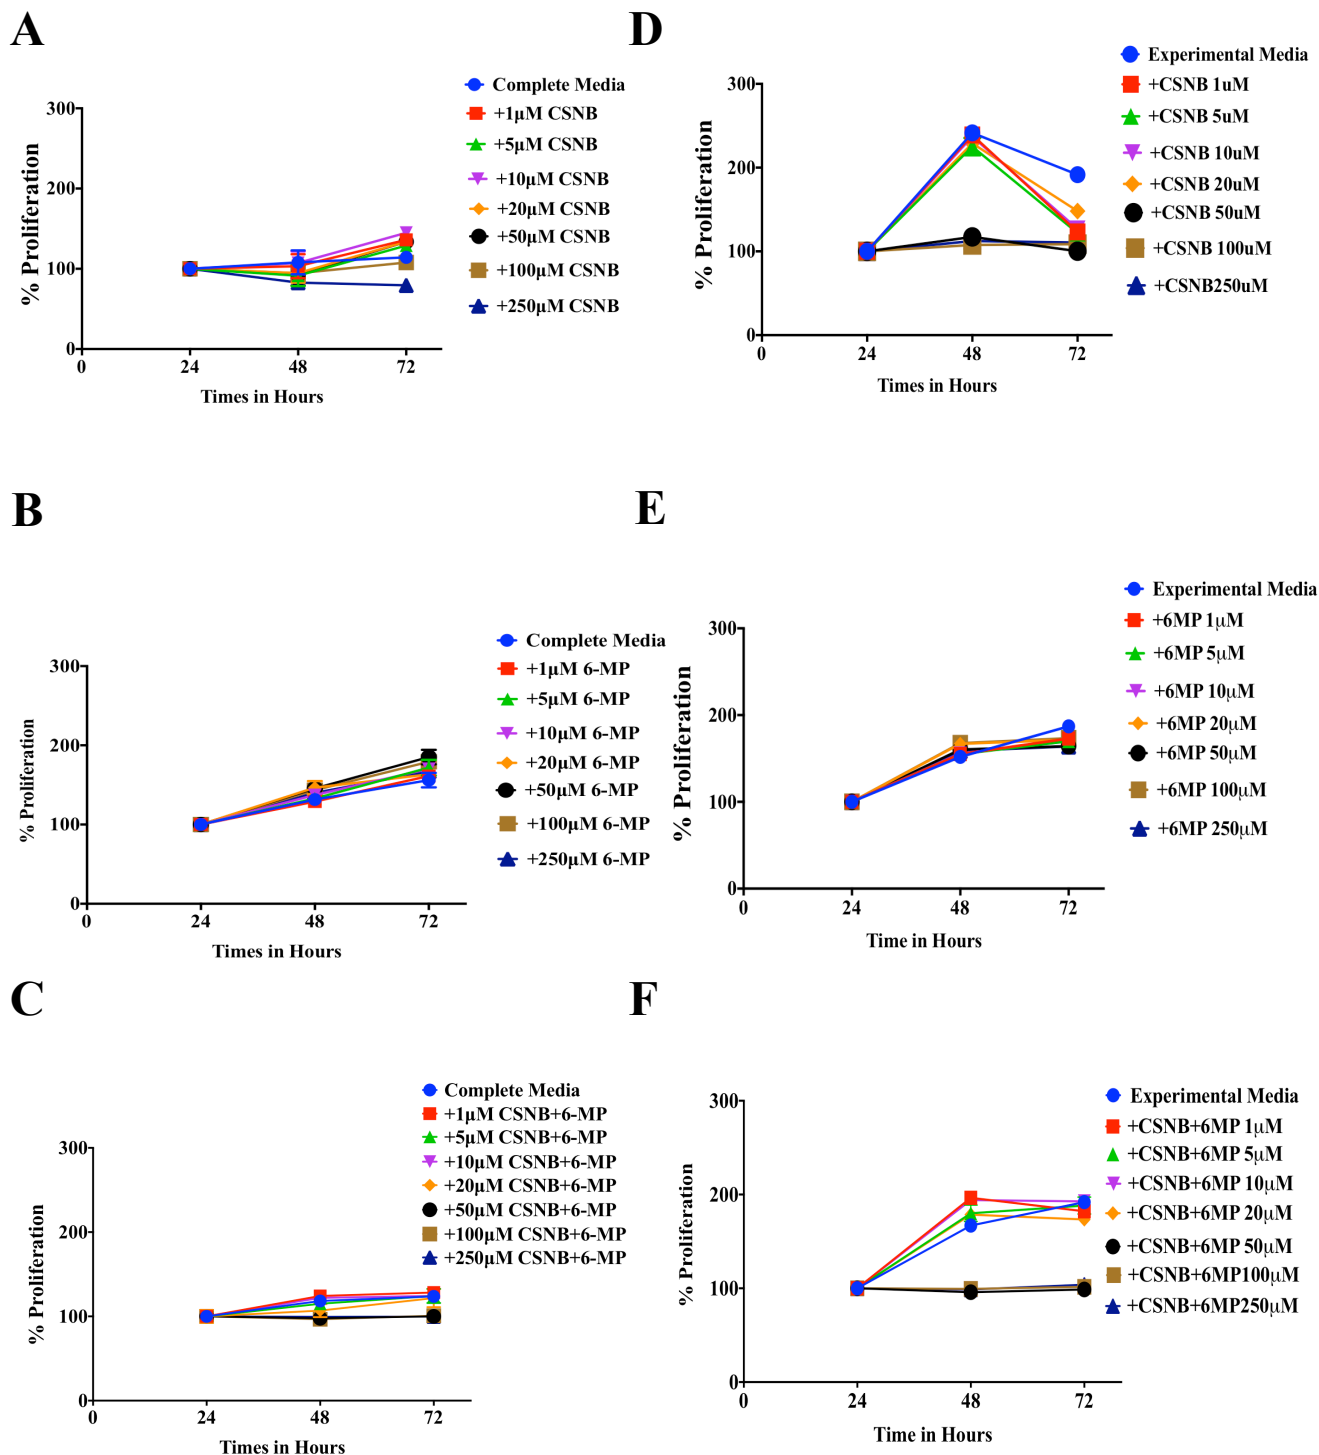 A
300
200
100
0
0
24
48
72
% Proliferation
Times in Hours
Complete Media
+1µM CSNB
+5µM CSNB
+10µM CSNB
+20µM CSNB
+50µM CSNB
+100µM CSNB
+250µM CSNB
D
300
200
100
0
0
24
48
72
% Proliferation
Times in Hours
Experimental Media
+CSNB 1uM
+CSNB 5uM
+CSNB 10uM
+CSNB 20uM
+CSNB 50uM
+CSNB 100uM
+CSNB250uM
B
300
200
100
0
0
24
48
72
% Proliferation
Times in Hours
Complete Media
+1µM 6-MP
+5µM 6-MP
+10µM 6-MP
+20µM 6-MP
+50µM 6-MP
+100µM 6-MP
+250µM 6-MP
E
300
200
100
0
0
24
48
72
% Proliferation
Time in Hours
Experimental Media
+6MP 1µM
+6MP 5µM
+6MP 10µM
+6MP 20µM
+6MP 50µM
+6MP 100µM
+6MP 250µM
C
300
200
100
0
0
24
48
72
% Proliferation
Times in Hours
Complete Media
+1µM CSNB+6-MP
+5µM CSNB+6-MP
+10µM CSNB+6-MP
+20µM CSNB+6-MP
+50µM CSNB+6-MP
+100µM CSNB+6-MP
+250µM CSNB+6-MP
F
300
200
100
0
0
24
48
72
% Proliferation
Time in Hours
Experimental Media
+CSNB+6MP 1µM
+CSNB+6MP 5µM
+CSNB+6MP 10µM
+CSNB+6MP 20µM
+CSNB+6MP 50µM
+CSNB+6MP100µM
+CSNB+6MP250µM